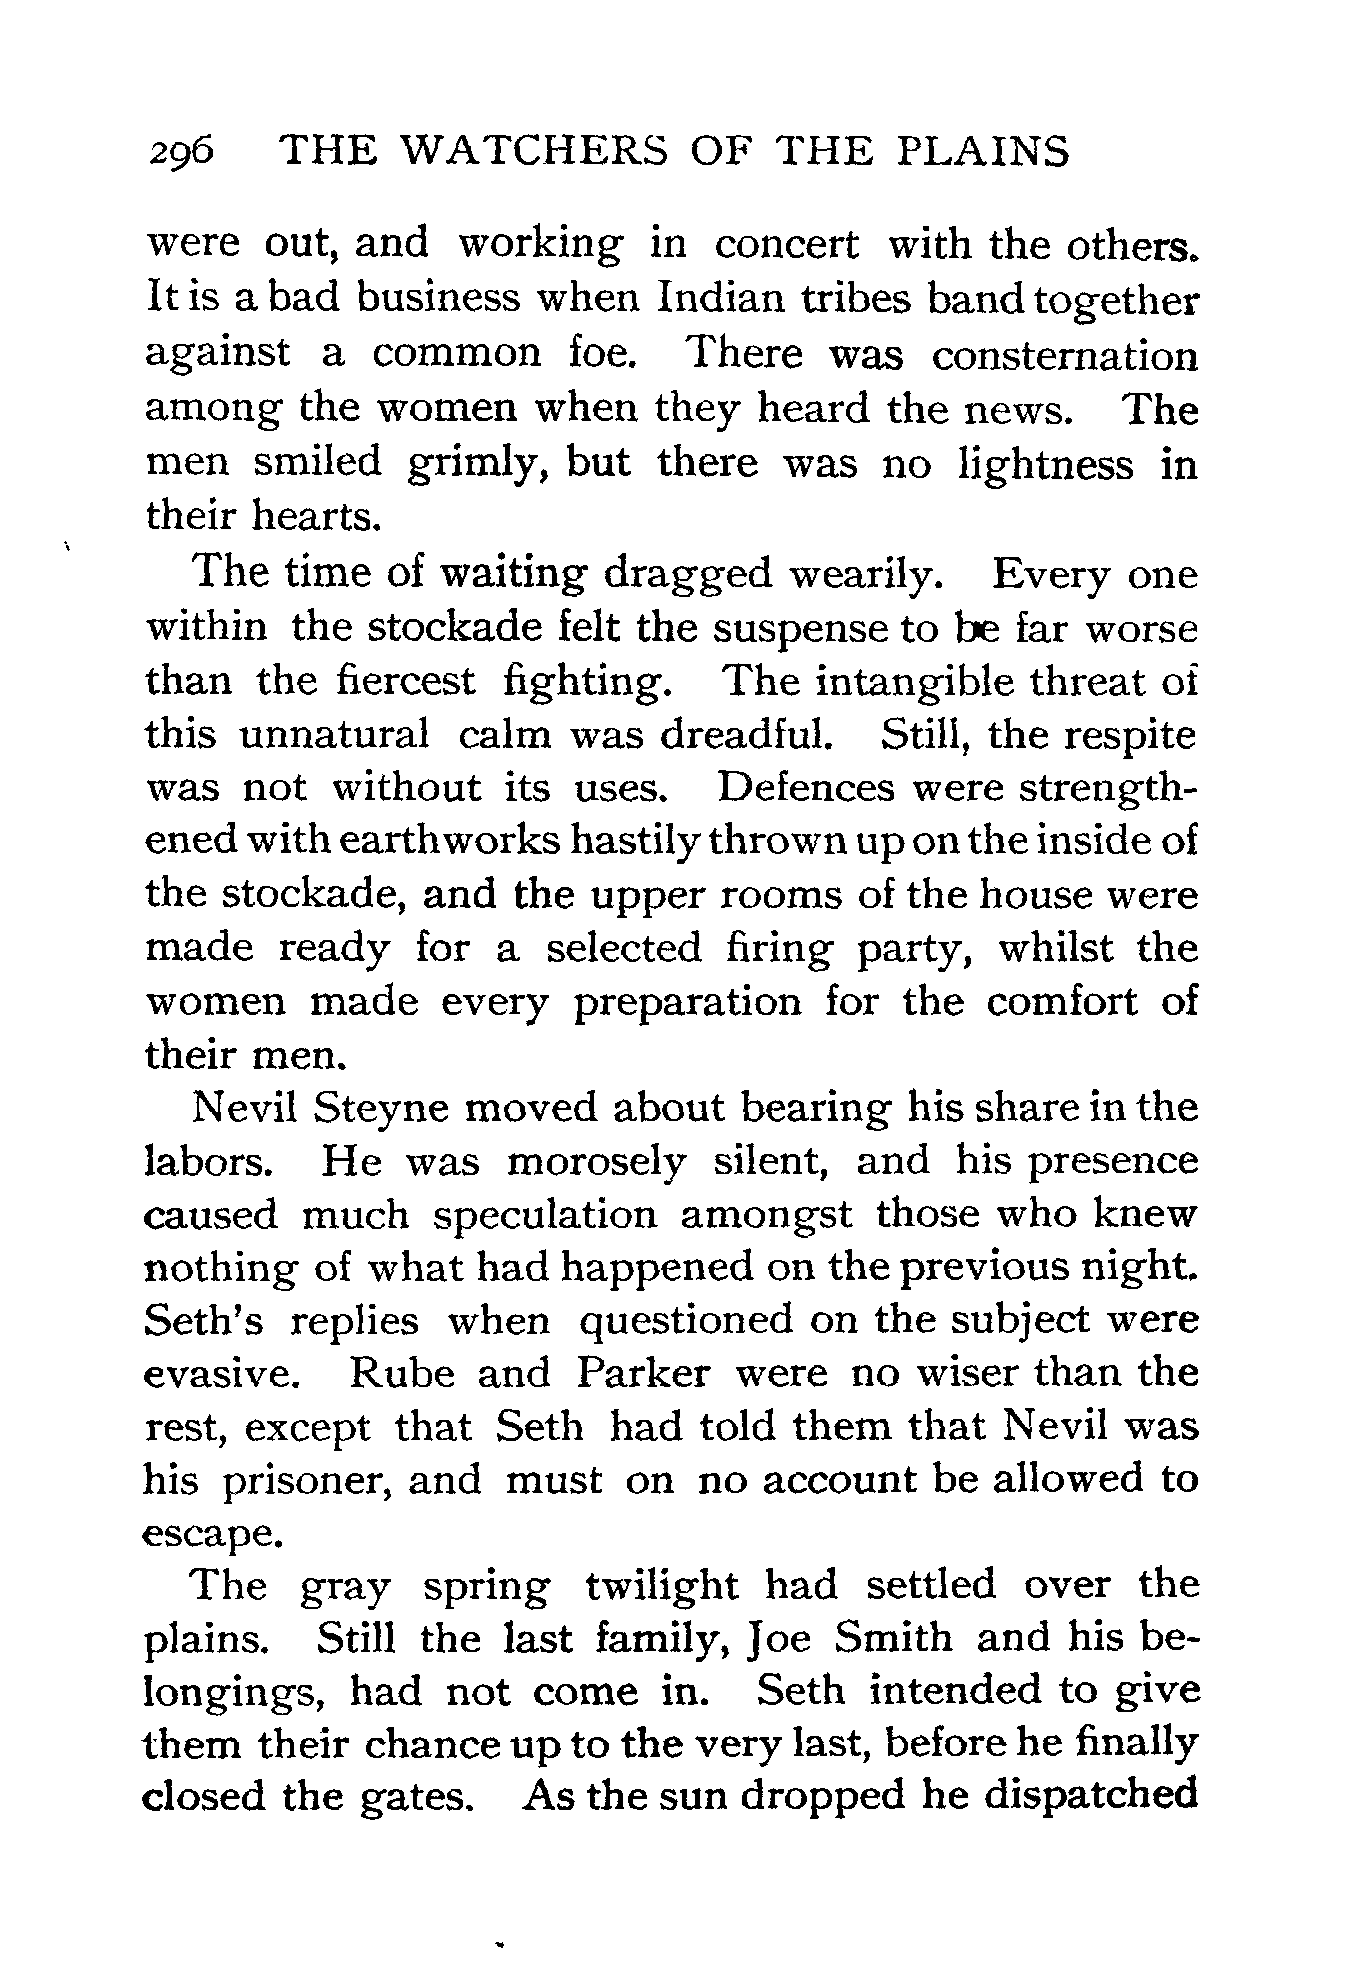 296 THE WATCHERS OF THE PLAINS
were out, and working in concert with the others.
It is a bad business when Indian tribes band together
against a common foe. There was consternation
among the women when they heard the news. The
men smiled grimly, but there was no lightness in
their hearts.
The time of waiting dragged wearily. Every one
within the stockade felt the suspense to be far worse
than the fiercest fighting. The intangible threat of
this unnatural calm was dreadful. Still, the respite
was not without its uses. Defences were strength-
ened with earthworks hastily thrown up on the inside of
the stockade, and the upper rooms of the house were
made ready for a selected firing party, whilst the
women made every preparation for the comfort of
their men.
Nevil Steyne moved about bearing his share in the
labors. He was morosely silent, and his presence
caused much speculation amongst those who knew
nothing of what had happened on the previous night.
Seth's replies when questioned on the subject were
evasive. Rube and Parker were no wiser than the
rest, except that Seth had told them that Nevil was
his prisoner, and must on no account be allowed to
escape.
The gray spring twilight had settled over the
plains. Still the last family, Joe Smith and his be-
longings, had not come in. Seth intended to give
them their chance up to the very last, before he finally
closed the gates. As the sun dropped he dispatched